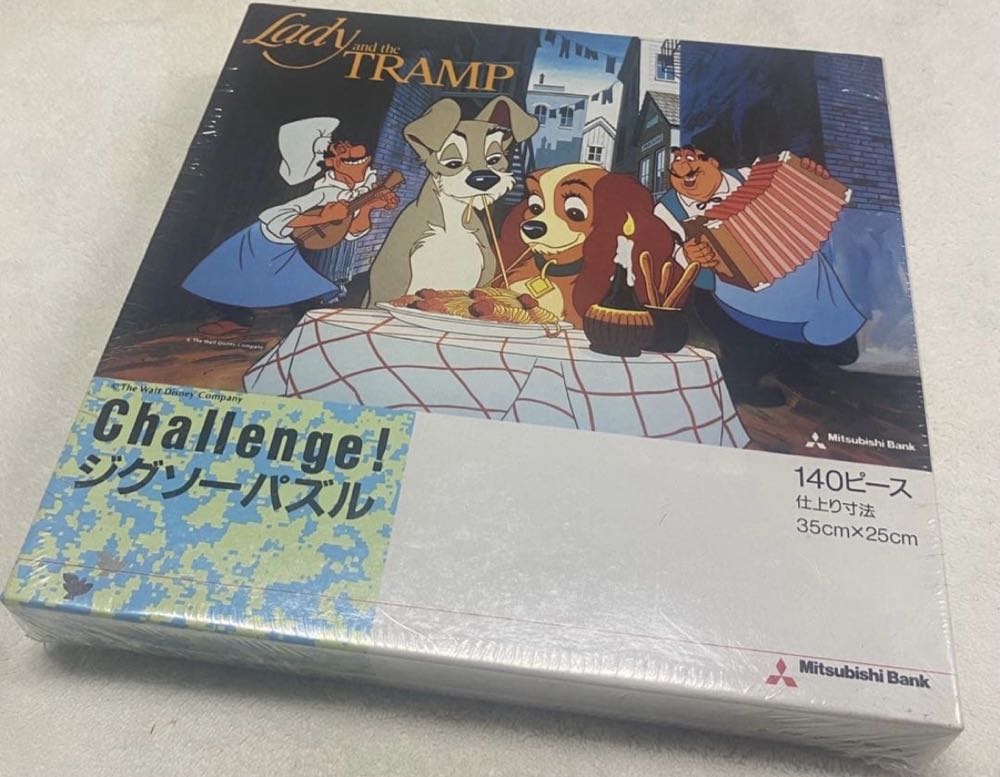 Lady
and the
TRAMP
© The Walt Disney Company
Mitsubishi Bank
© The Walt Disney Company
Challenge!
ジグソーパズル
140ピース
仕上り寸法
35cm×25cm
Mitsubishi Bank